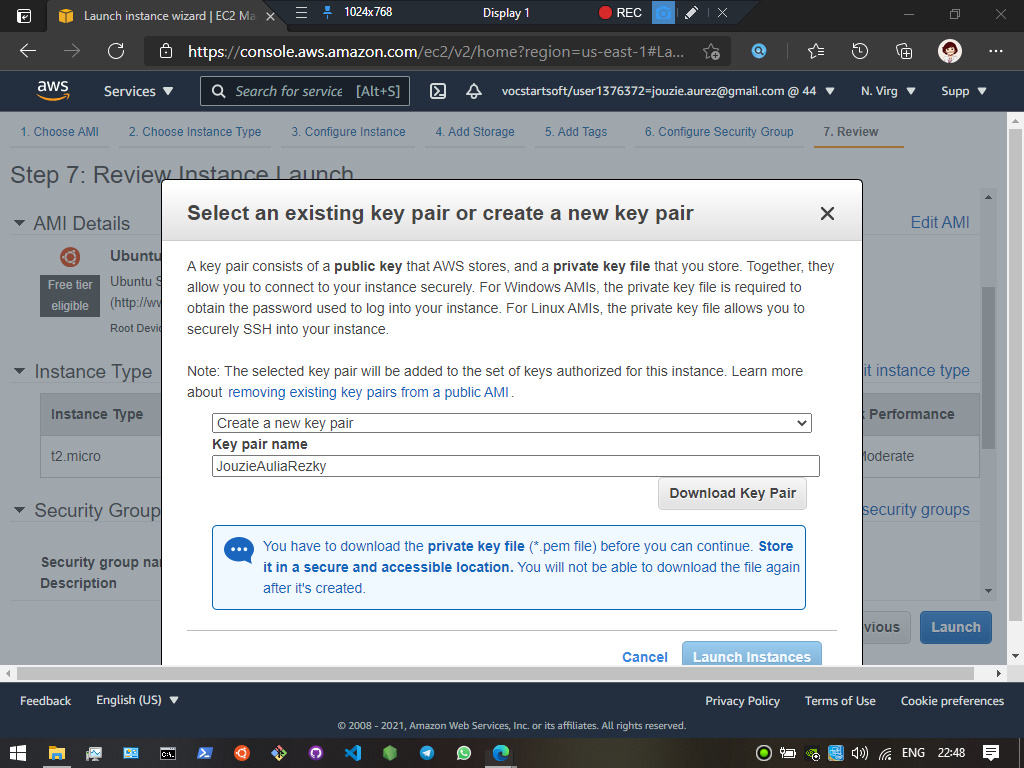 Launch instance wizard | EC2 Ma
1024x768
Display 1
REC
https://console.aws.amazon.com/ec2/v2/home?region=us-east-1#La...
aws
Services
Search for service
[Alt+S]
vocstartsoft/user1376372=jouzie.aurez@gmail.com @ 44
N. Virg
Supp
1. Choose AMI
2. Choose Instance Type
3. Configure Instance
4. Add Storage
5. Add Tags
6. Configure Security Group
7. Review
Step 7: Review Instance Launch
AMI Details
Edit AMI
Ubuntu
Free tier
eligible
Ubuntu S
(http://ww
Root Devic
Instance Type
it instance type
Instance Type
Performance
t2.micro
Moderate
Security Group
security groups
Security group nam
Description
Select an existing key pair or create a new key pair
A key pair consists of a public key that AWS stores, and a private key file that you store. Together, they
allow you to connect to your instance securely. For Windows AMIs, the private key file is required to
obtain the password used to log into your instance. For Linux AMIs, the private key file allows you to
securely SSH into your instance.
Note: The selected key pair will be added to the set of keys authorized for this instance. Learn more
about removing existing key pairs from a public AMI.
Create a new key pair
Key pair name
JouzieAuliaRezky
Download Key Pair
You have to download the private key file (*.pem file) before you can continue. Store
it in a secure and accessible location. You will not be able to download the file again
after it's created.
Cancel
Launch Instances
vious
Launch
Feedback
English (US)
Privacy Policy
Terms of Use
Cookie preferences
© 2008 - 2021, Amazon Web Services, Inc. or its affiliates. All rights reserved.
ENG
22:48